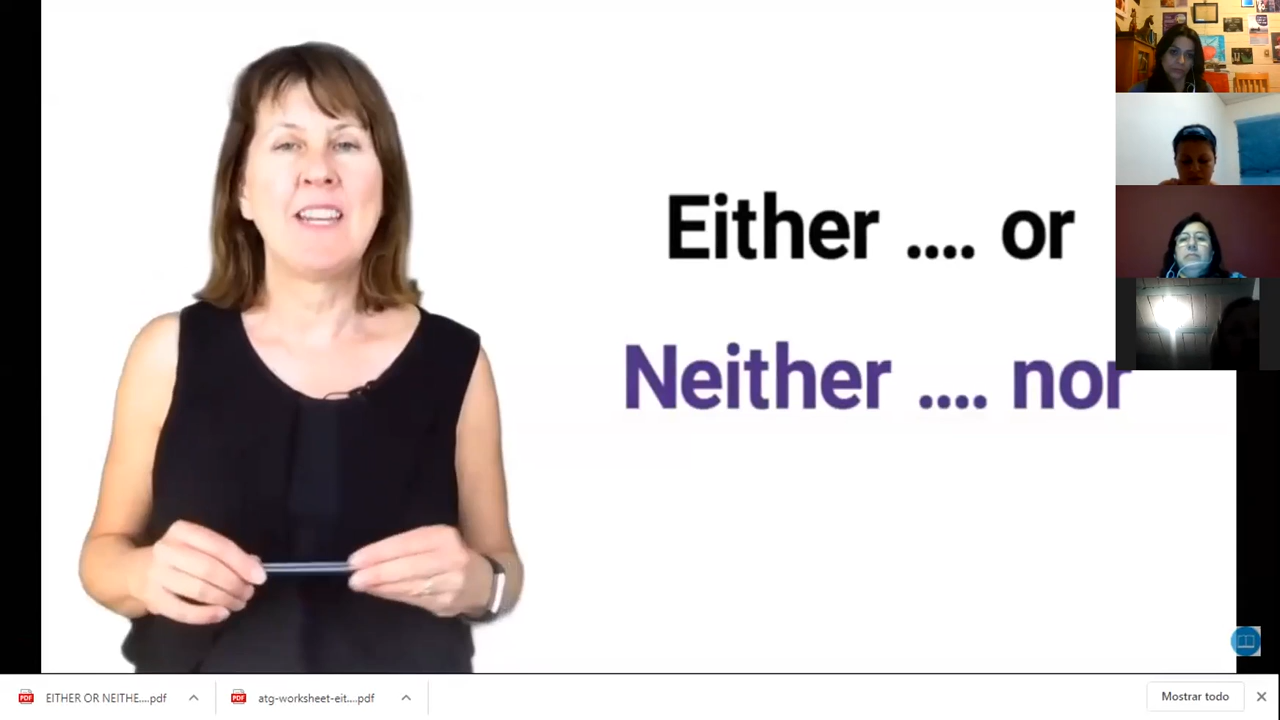 Either .... or
Neither .... nor
EITHER OR NEITHE....pdf
atg-worksheet-eit....pdf
Mostrar todo